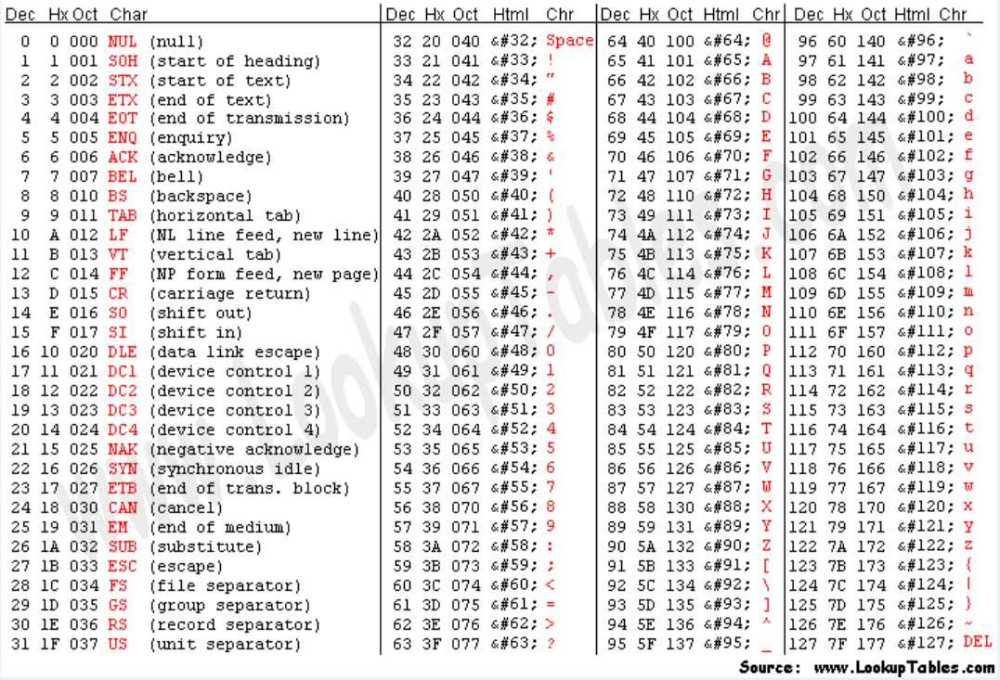 Dec Hx Oct Char Dec Hx Oct Html Chr Dec Hx Oct Html Chr Dec Hx Oct Html Chr
0 0 000 NUL (null) 32 20 040 &#32; Space 64 40 100 &#64; @ 96 60 140 &#96; `
1 1 001 SOH (start of heading) 33 21 041 &#33; ! 65 41 101 &#65; A 97 61 141 &#97; a
2 2 002 STX (start of text) 34 22 042 &#34; " 66 42 102 &#66; B 98 62 142 &#98; b
3 3 003 ETX (end of text) 35 23 043 &#35; # 67 43 103 &#67; C 99 63 143 &#99; c
4 4 004 EOT (end of transmission) 36 24 044 &#36; $ 68 44 104 &#68; D 100 64 144 &#100; d
5 5 005 ENQ (enquiry) 37 25 045 &#37; % 69 45 105 &#69; E 101 65 145 &#101; e
6 6 006 ACK (acknowledge) 38 26 046 &#38; & 70 46 106 &#70; F 102 66 146 &#102; f
7 7 007 BEL (bell) 39 27 047 &#39; ' 71 47 107 &#71; G 103 67 147 &#103; g
8 8 010 BS (backspace) 40 28 050 &#40; ( 72 48 110 &#72; H 104 68 150 &#104; h
9 9 011 TAB (horizontal tab) 41 29 051 &#41; ) 73 49 111 &#73; I 105 69 151 &#105; i
10 A 012 LF (NL line feed, new line) 42 2A 052 &#42; * 74 4A 112 &#74; J 106 6A 152 &#106; j
11 B 013 VT (vertical tab) 43 2B 053 &#43; + 75 4B 113 &#75; K 107 6B 153 &#107; k
12 C 014 FF (NP form feed, new page) 44 2C 054 &#44; , 76 4C 114 &#76; L 108 6C 154 &#108; l
13 D 015 CR (carriage return) 45 2D 055 &#45; - 77 4D 115 &#77; M 109 6D 155 &#109; m
14 E 016 SO (shift out) 46 2E 056 &#46; . 78 4E 116 &#78; N 110 6E 156 &#110; n
15 F 017 SI (shift in) 47 2F 057 &#47; / 79 4F 117 &#79; O 111 6F 157 &#111; o
16 10 020 DLE (data link escape) 48 30 060 &#48; 0 80 50 120 &#80; P 112 70 160 &#112; p
17 11 021 DC1 (device control 1) 49 31 061 &#49; 1 81 51 121 &#81; Q 113 71 161 &#113; q
18 12 022 DC2 (device control 2) 50 32 062 &#50; 2 82 52 122 &#82; R 114 72 162 &#114; r
19 13 023 DC3 (device control 3) 51 33 063 &#51; 3 83 53 123 &#83; S 115 73 163 &#115; s
20 14 024 DC4 (device control 4) 52 34 064 &#52; 4 84 54 124 &#84; T 116 74 164 &#116; t
21 15 025 NAK (negative acknowledge) 53 35 065 &#53; 5 85 55 125 &#85; U 117 75 165 &#117; u
22 16 026 SYN (synchronous idle) 54 36 066 &#54; 6 86 56 126 &#86; V 118 76 166 &#118; v
23 17 027 ETB (end of trans. block) 55 37 067 &#55; 7 87 57 127 &#87; W 119 77 167 &#119; w
24 18 030 CAN (cancel) 56 38 070 &#56; 8 88 58 130 &#88; X 120 78 170 &#120; x
25 19 031 EM (end of medium) 57 39 071 &#57; 9 89 59 131 &#89; Y 121 79 171 &#121; y
26 1A 032 SUB (substitute) 58 3A 072 &#58; : 90 5A 132 &#90; Z 122 7A 172 &#122; z
27 1B 033 ESC (escape) 59 3B 073 &#59; ; 91 5B 133 &#91; [ 123 7B 173 &#123; {
28 1C 034 FS (file separator) 60 3C 074 &#60; < 92 5C 134 &#92; \ 124 7C 174 &#124; |
29 1D 035 GS (group separator) 61 3D 075 &#61; = 93 5D 135 &#93; ] 125 7D 175 &#125; }
30 1E 036 RS (record separator) 62 3E 076 &#62; > 94 5E 136 &#94; ^ 126 7E 176 &#126; ~
31 1F 037 US (unit separator) 63 3F 077 &#63; ? 95 5F 137 &#95; _ 127 7F 177 &#127; DEL
Source: www.LookupTables.com
www.LookupTables.com